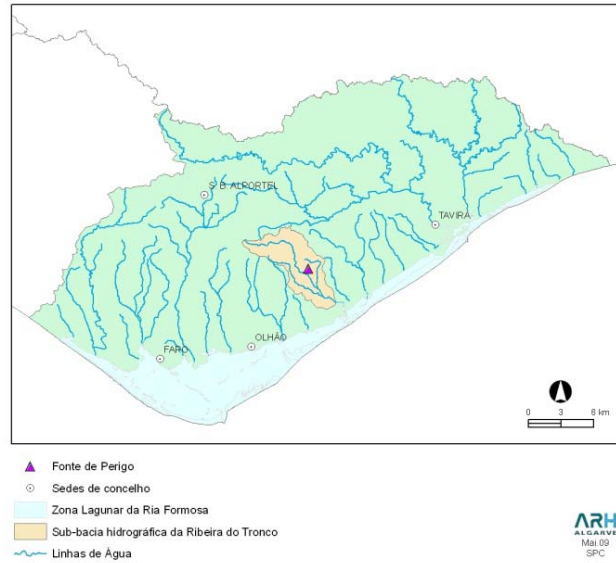 S. B. ALPORTEL
TAVIRA
OLHÃO
FARO
0 3 6 km
Fonte de Perigo
Sedes de concelho
Zona Lagunar da Ria Formosa
Sub-bacia hidrográfica da Ribeira do Tronco
Linhas de Água
ARH
ALGARVE
Mai.09
SPC